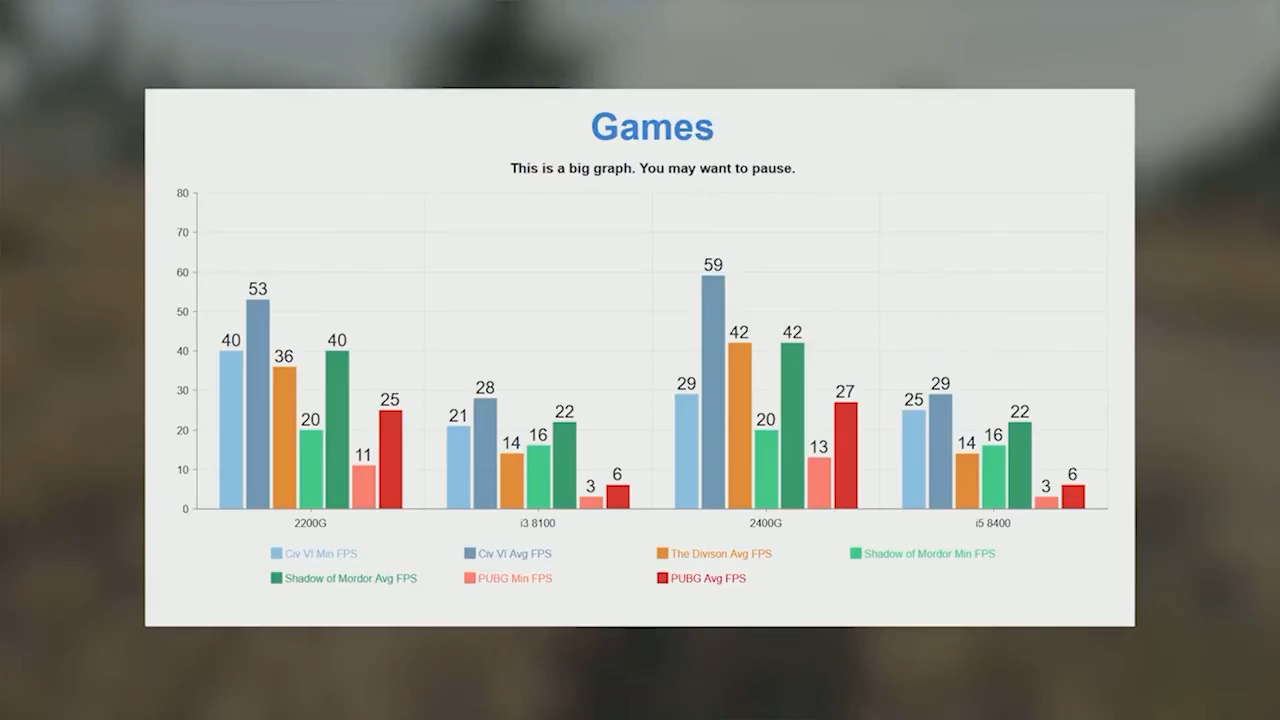 Games
This is a big graph. You may want to pause.
80
70
60
50
40
30
20
10
0
40 53 36 20 40 11 25
21 28 14 16 22 3 6
29 59 42 20 42 13 27
25 29 14 16 22 3 6
2200G i3 8100 2400G i5 8400
Civ VI Min FPS Civ VI Avg FPS The Divison Avg FPS Shadow of Mordor Min FPS
Shadow of Mordor Avg FPS PUBG Min FPS PUBG Avg FPS